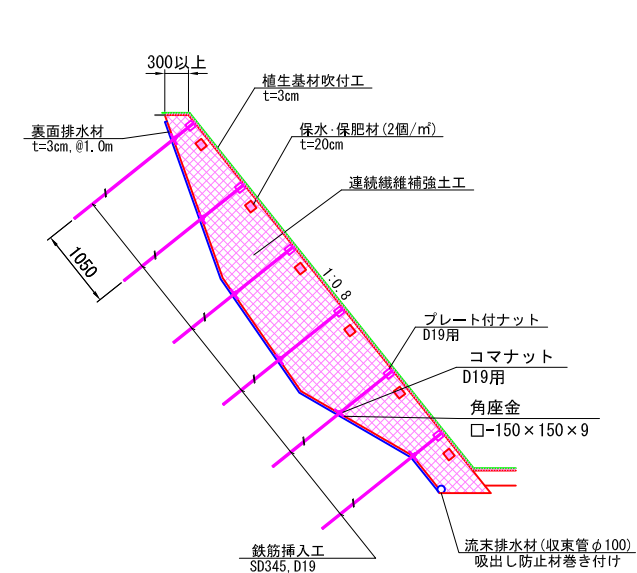 300以上
植生基材吹付工
t=3cm
裏面排水材
t=3cm,@1.0m
保水・保肥材(2個/㎡)
t=20cm
連続繊維補強土工
1050
1:0.8
プレート付ナット
D19用
コマナット
D19用
角座金
□-150×150×9
鉄筋挿入工
SD345,D19
流末排水材(収束管φ100)
吸出し防止材巻き付け